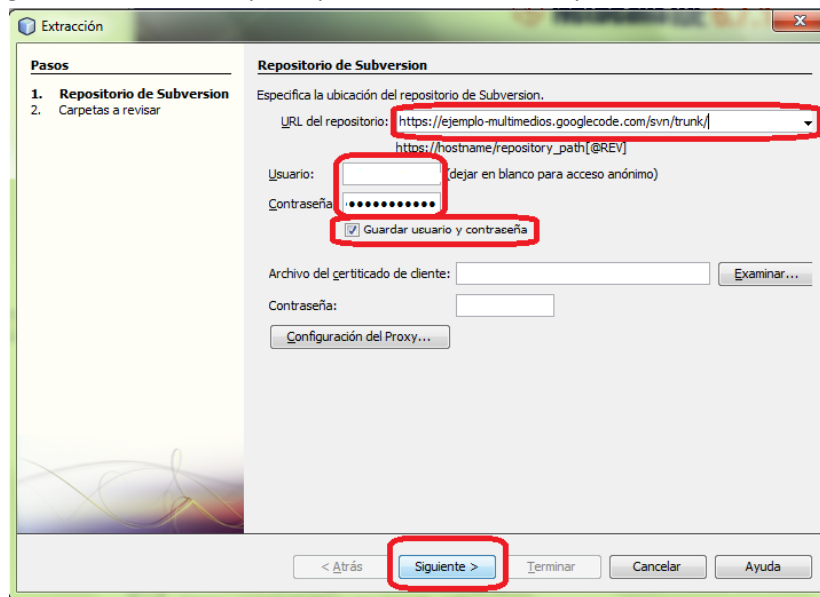 Extracción
Pasos
1. Repositorio de Subversion
2. Carpetas a revisar
Repositorio de Subversion
Especifica la ubicación del repositorio de Subversion.
URL del repositorio: https://ejemplo-multimedios.googlecode.com/svn/trunk/
https://hostname/repository_path[@REV]
Usuario: (dejar en blanco para acceso anónimo)
Contraseña: ●●●●●●●●●●●
Guardar usuario y contraseña
Archivo del certificado de cliente: Examinar...
Contraseña:
Configuración del Proxy...
< Atrás Siguiente > Terminar Cancelar Ayuda